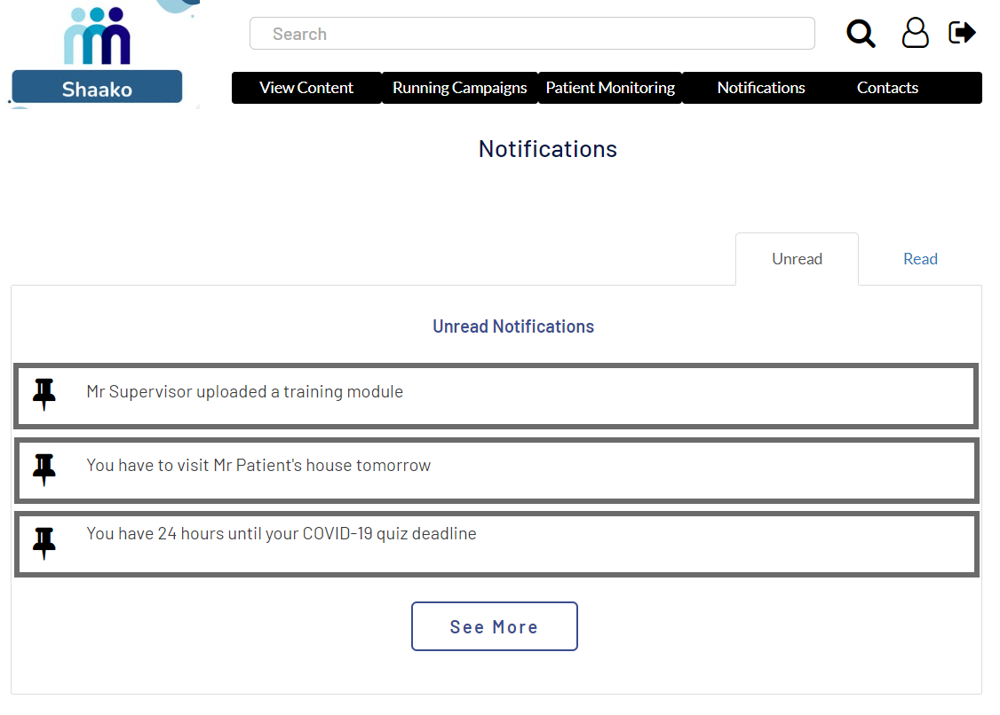 Shaako
Search
View Content Running Campaigns Patient Monitoring Notifications Contacts
Notifications
Unread Read
Unread Notifications
Mr Supervisor uploaded a training module
You have to visit Mr Patient's house tomorrow
You have 24 hours until your COVID-19 quiz deadline
See More